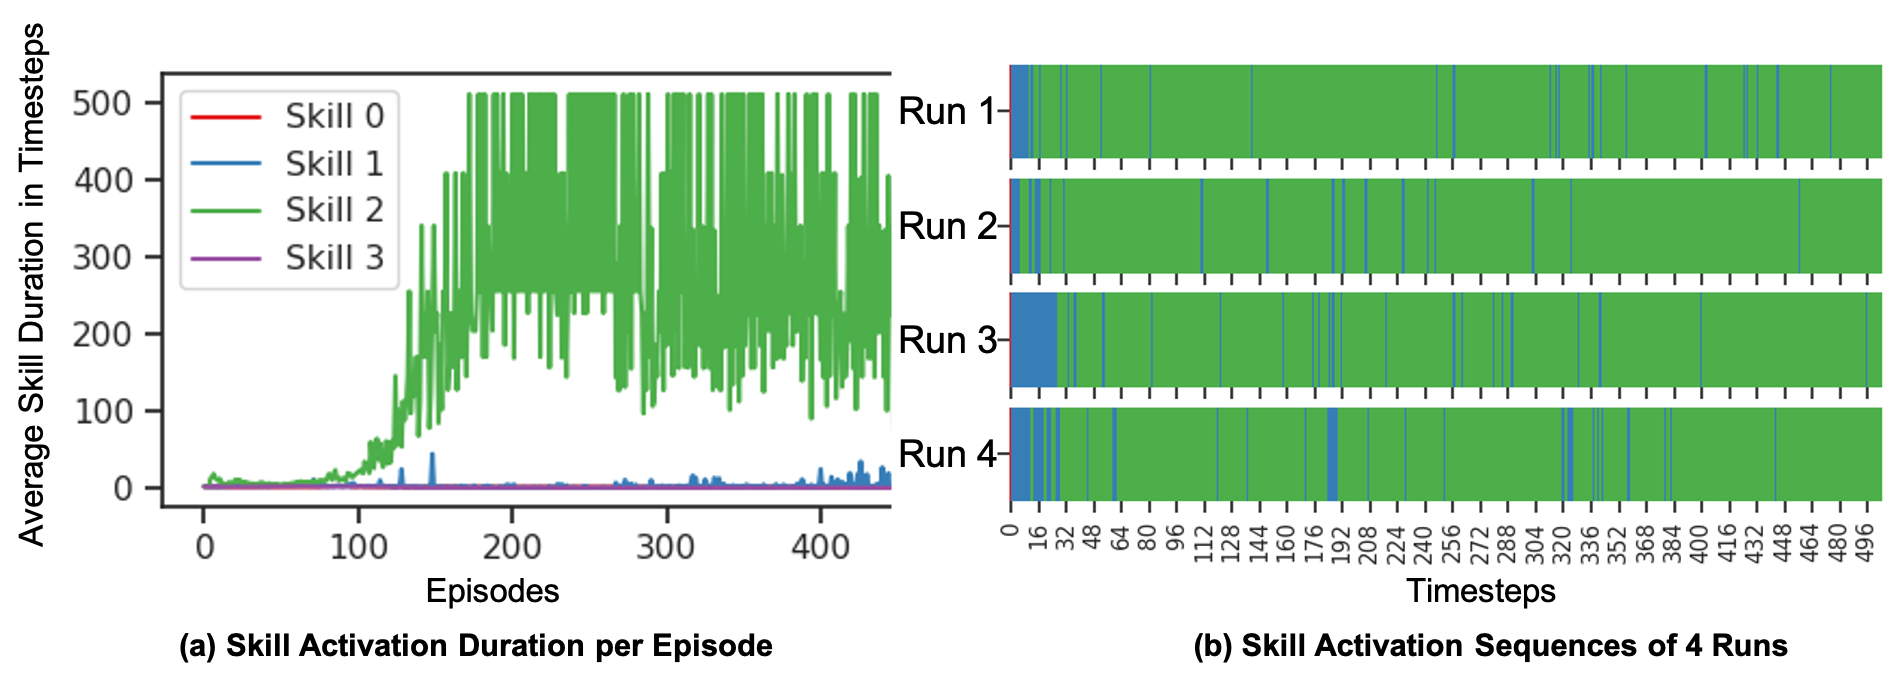 Average Skill Duration in Timesteps
500
400
300
200
100
0
Skill 0
Skill 1
Skill 2
Skill 3
0 100 200 300 400
Episodes
(a) Skill Activation Duration per Episode
Run 1
Run 2
Run 3
Run 4
0 16 32 48 64 80 96 112 128 144 160 176 192 208 224 240 256 272 288 304 320 336 352 368 384 400 416 432 448 464 480 496
Timesteps
(b) Skill Activation Sequences of 4 Runs